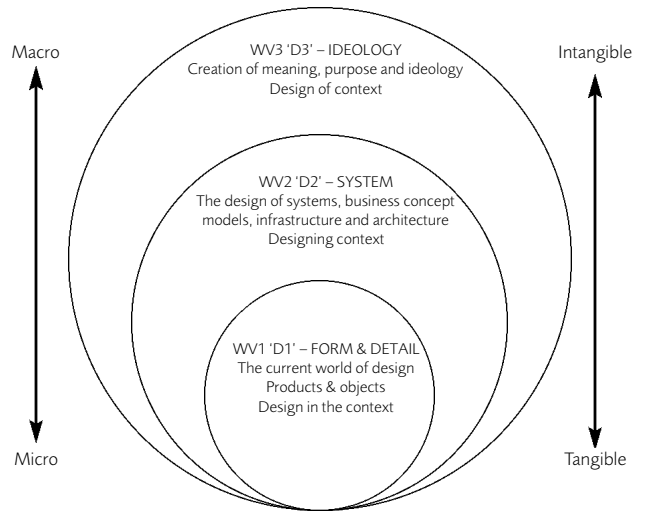 Macro
Intangible
WV3 ‘D3’ – IDEOLOGY
Creation of meaning, purpose and ideology
Design of context
WV2 ‘D2’ – SYSTEM
The design of systems, business concept
models, infrastructure and architecture
Designing context
WV1 ‘D1’ – FORM & DETAIL
The current world of design
Products & objects
Design in the context
Micro
Tangible